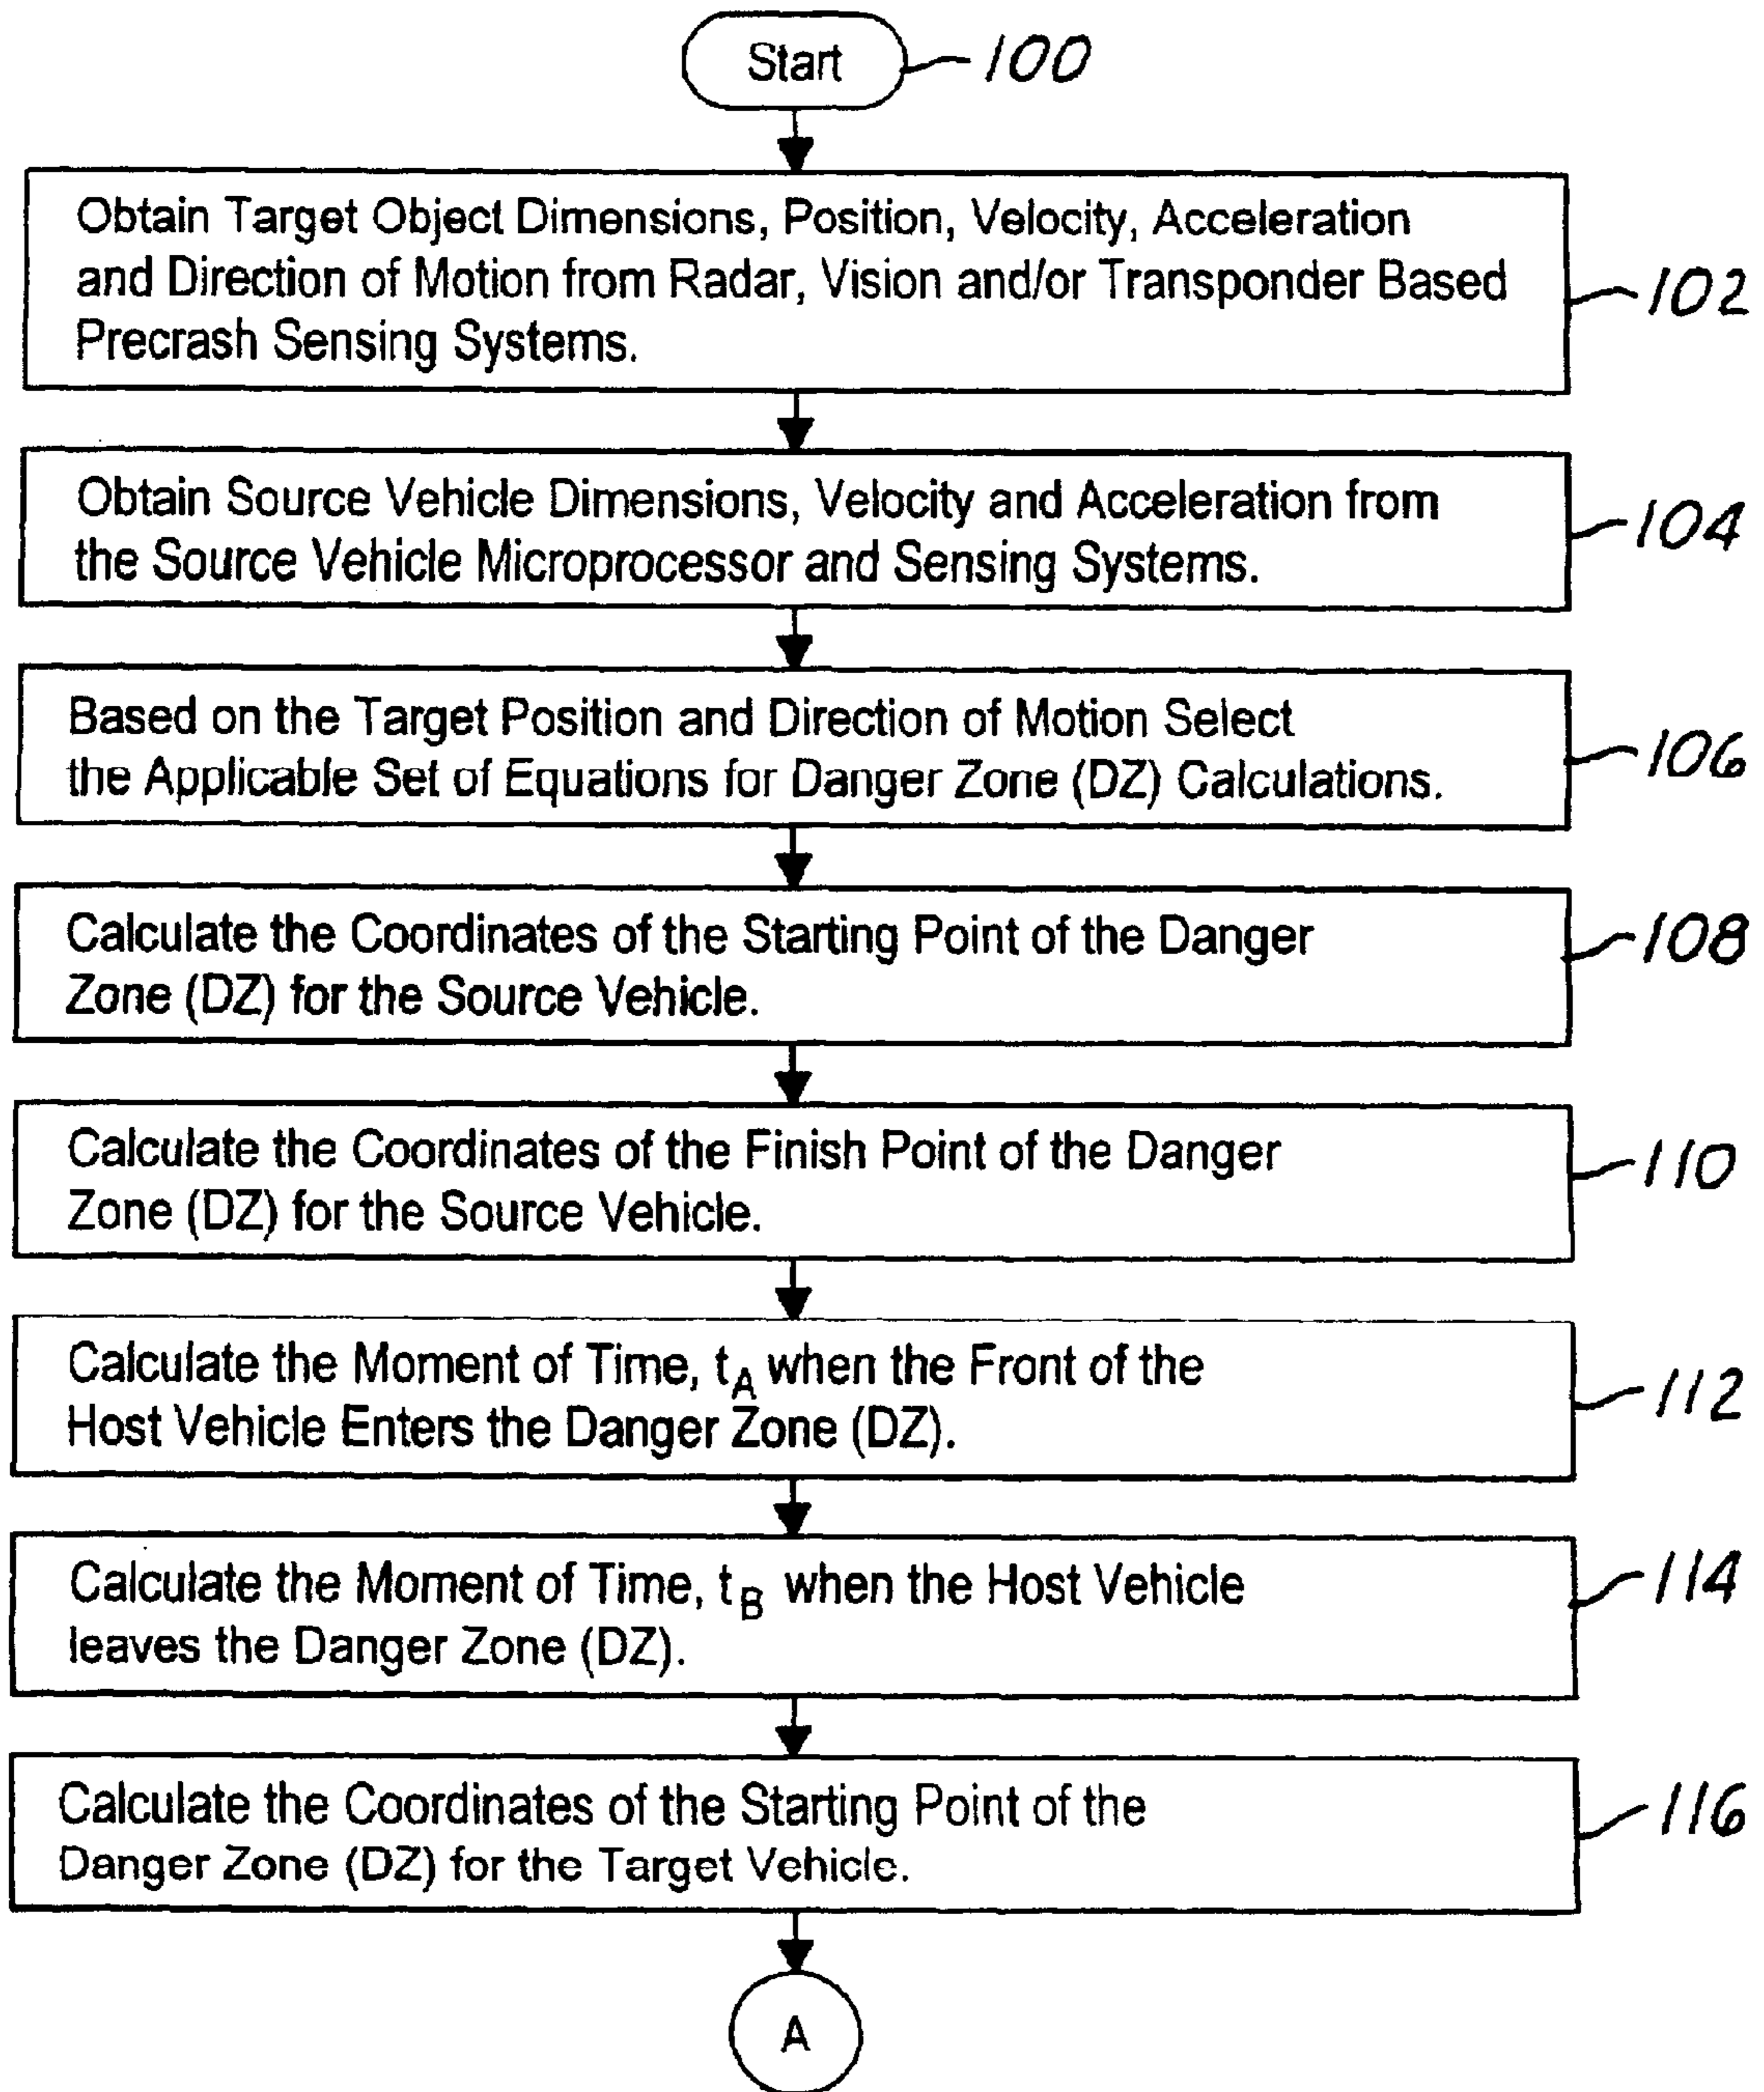 Start
100
Obtain Target Object Dimensions, Position, Velocity, Acceleration
and Direction of Motion from Radar, Vision and/or Transponder Based
Precrash Sensing Systems.
102
Obtain Source Vehicle Dimensions, Velocity and Acceleration from
the Source Vehicle Microprocessor and Sensing Systems.
104
Based on the Target Position and Direction of Motion Select
the Applicable Set of Equations for Danger Zone (DZ) Calculations.
106
Calculate the Coordinates of the Starting Point of the Danger
Zone (DZ) for the Source Vehicle.
108
Calculate the Coordinates of the Finish Point of the Danger
Zone (DZ) for the Source Vehicle.
110
Calculate the Moment of Time, tA when the Front of the
Host Vehicle Enters the Danger Zone (DZ).
112
Calculate the Moment of Time, tB when the Host Vehicle
leaves the Danger Zone (DZ).
114
Calculate the Coordinates of the Starting Point of the
Danger Zone (DZ) for the Target Vehicle.
116
A